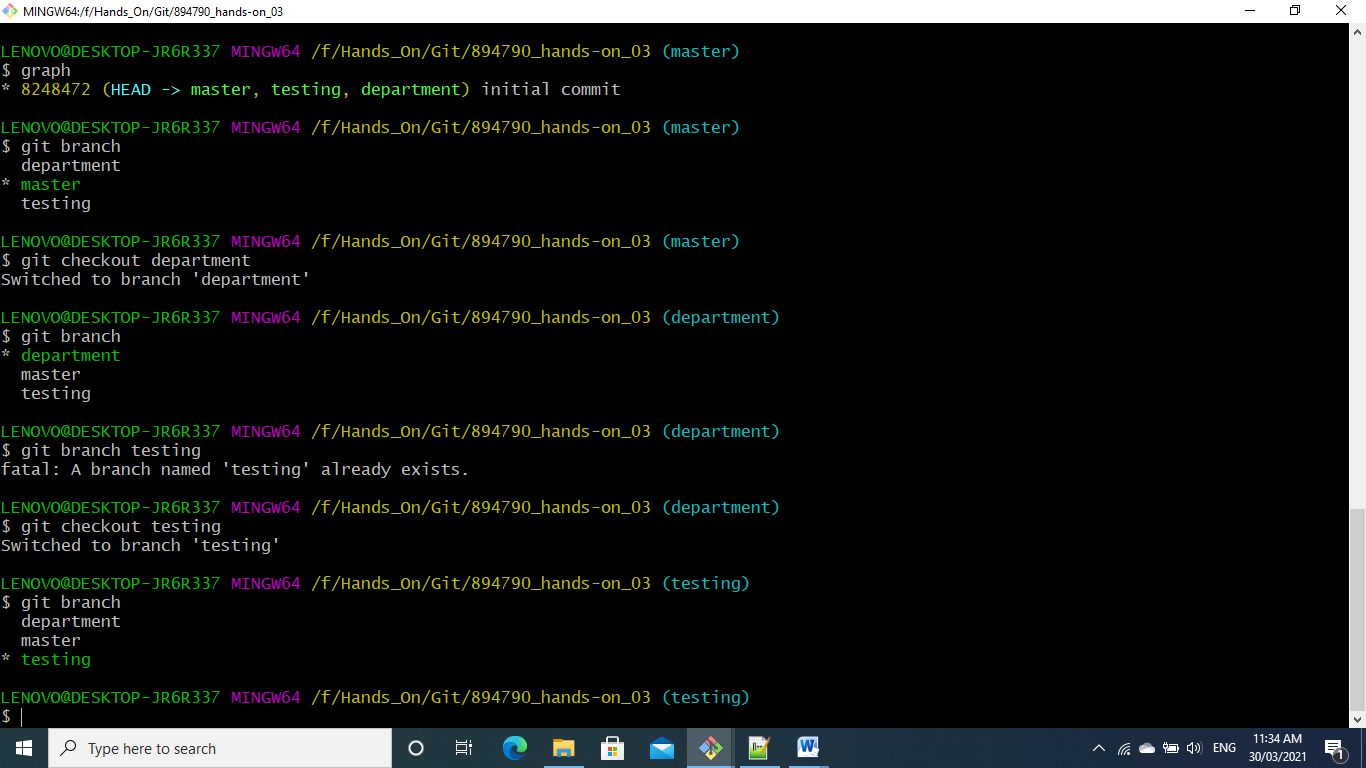 MINGW64:/f/Hands_On/Git/894790_hands-on_03
LENOVO@DESKTOP-JR6R337 MINGW64 /f/Hands_On/Git/894790_hands-on_03 (master)
$ graph
* 8248472 (HEAD -> master, testing, department) initial commit
LENOVO@DESKTOP-JR6R337 MINGW64 /f/Hands_On/Git/894790_hands-on_03 (master)
$ git branch
  department
* master
  testing
LENOVO@DESKTOP-JR6R337 MINGW64 /f/Hands_On/Git/894790_hands-on_03 (master)
$ git checkout department
Switched to branch 'department'
LENOVO@DESKTOP-JR6R337 MINGW64 /f/Hands_On/Git/894790_hands-on_03 (department)
$ git branch
* department
  master
  testing
LENOVO@DESKTOP-JR6R337 MINGW64 /f/Hands_On/Git/894790_hands-on_03 (department)
$ git branch testing
fatal: A branch named 'testing' already exists.
LENOVO@DESKTOP-JR6R337 MINGW64 /f/Hands_On/Git/894790_hands-on_03 (department)
$ git checkout testing
Switched to branch 'testing'
LENOVO@DESKTOP-JR6R337 MINGW64 /f/Hands_On/Git/894790_hands-on_03 (testing)
$ git branch
  department
  master
* testing
LENOVO@DESKTOP-JR6R337 MINGW64 /f/Hands_On/Git/894790_hands-on_03 (testing)
$
Type here to search
ENG
11:34 AM
30/03/2021
1